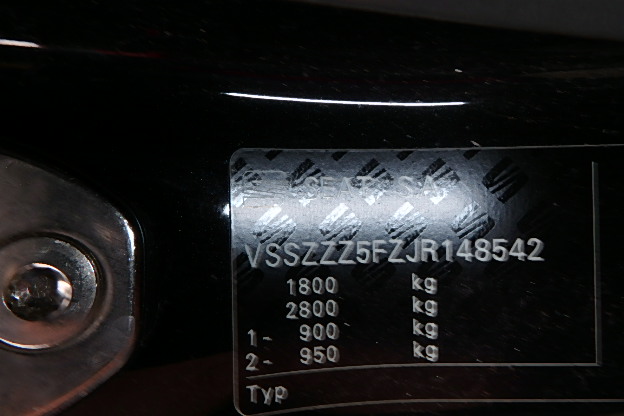 SEAT, S.A.
VSSZZZ5FZJR148542
1800 kg
2800 kg
1- 900 kg
2- 950 kg
Typ